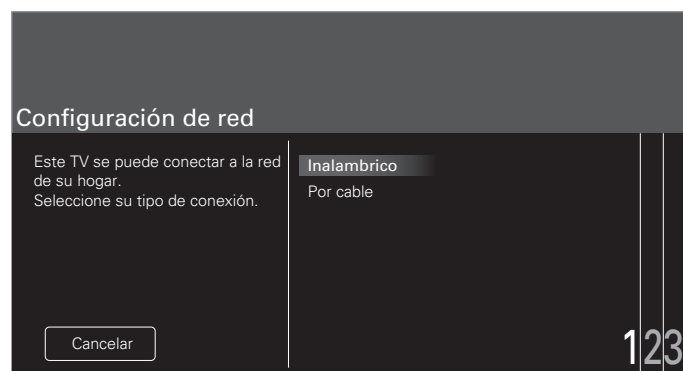 Configuración de red
Este TV se puede conectar a la red
de su hogar.
Seleccione su tipo de conexión.
Inalambrico
Por cable
Cancelar
123